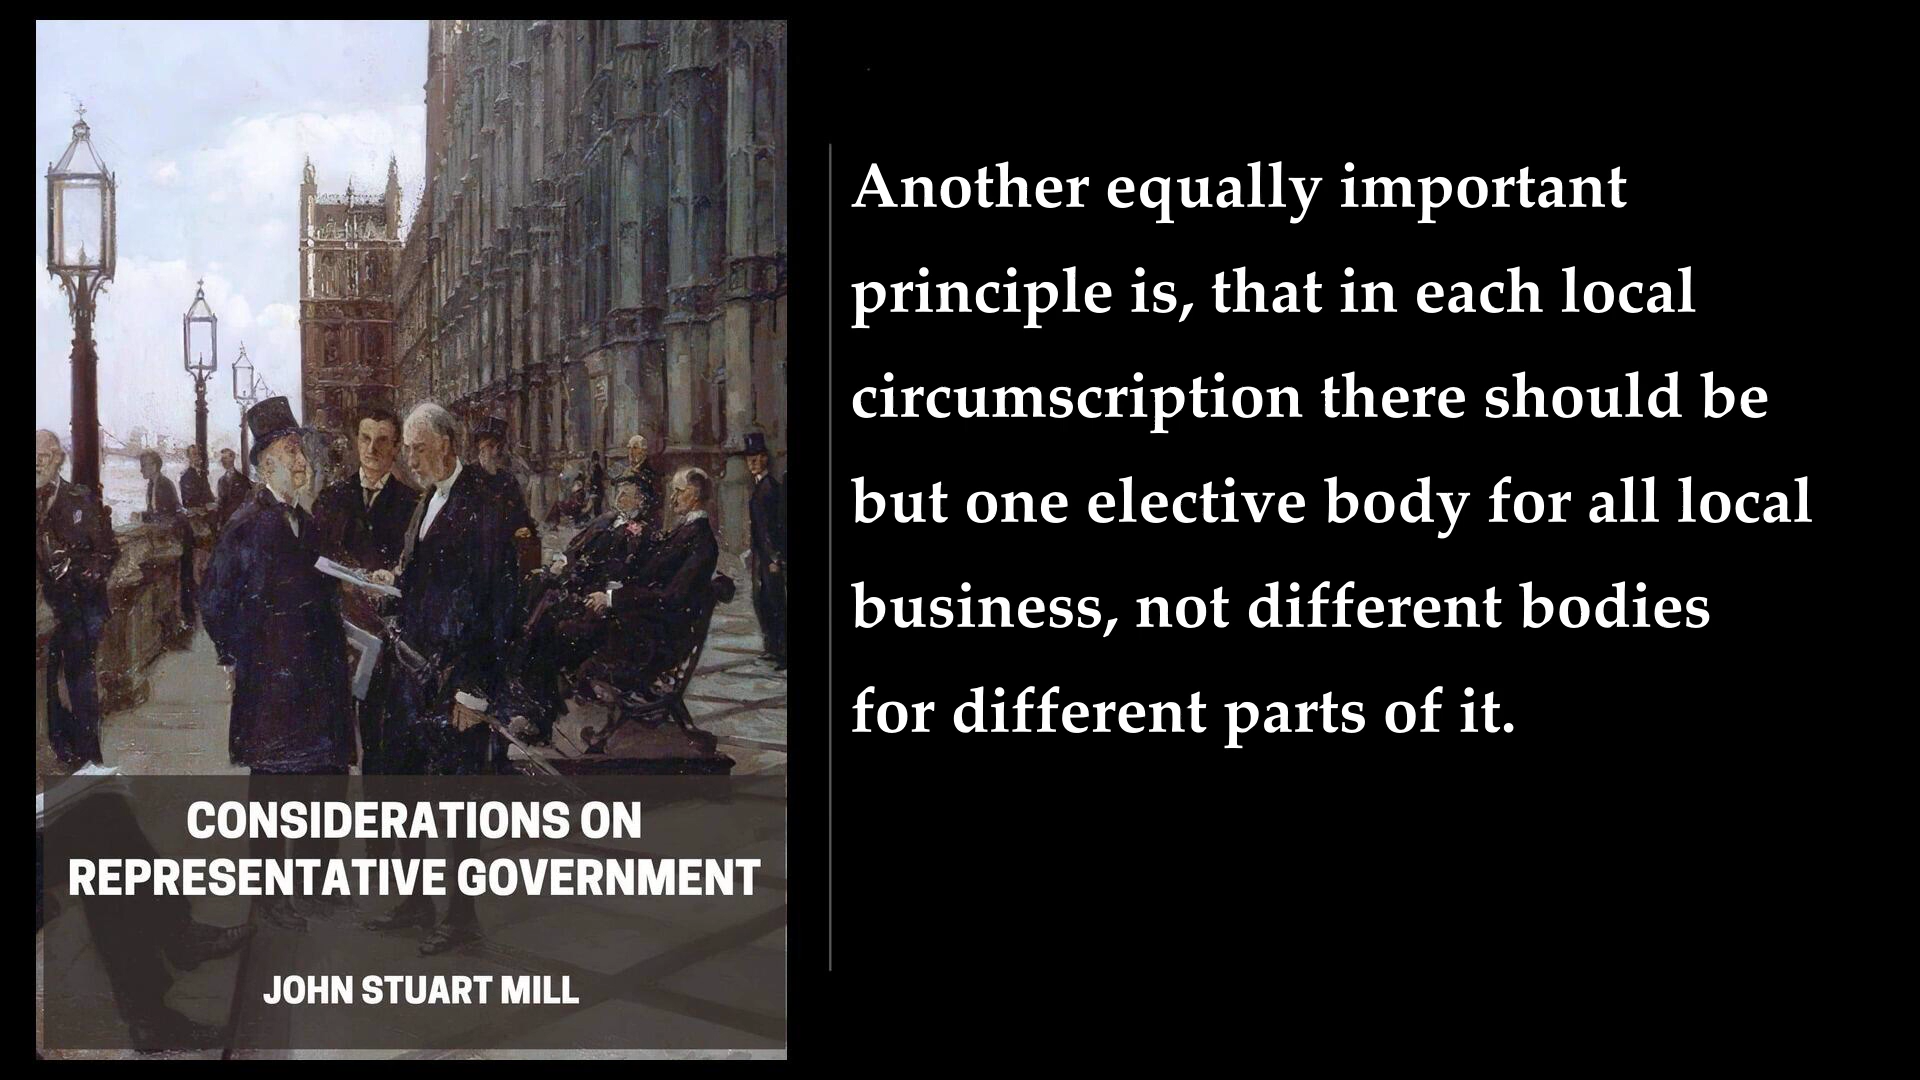 CONSIDERATIONS ON
REPRESENTATIVE GOVERNMENT
JOHN STUART MILL
Another equally important
principle is, that in each local
circumscription there should be
but one elective body for all local
business, not different bodies
for different parts of it.